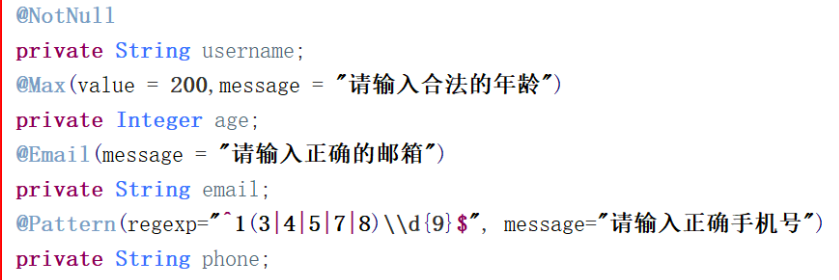 @NotNull
private String username;
@Max(value = 200,message = "请输入合法的年龄")
private Integer age;
@Email(message = "请输入正确的邮箱")
private String email;
@Pattern(regexp="^1(3|4|5|7|8)\\d{9}$", message="请输入正确手机号")
private String phone;